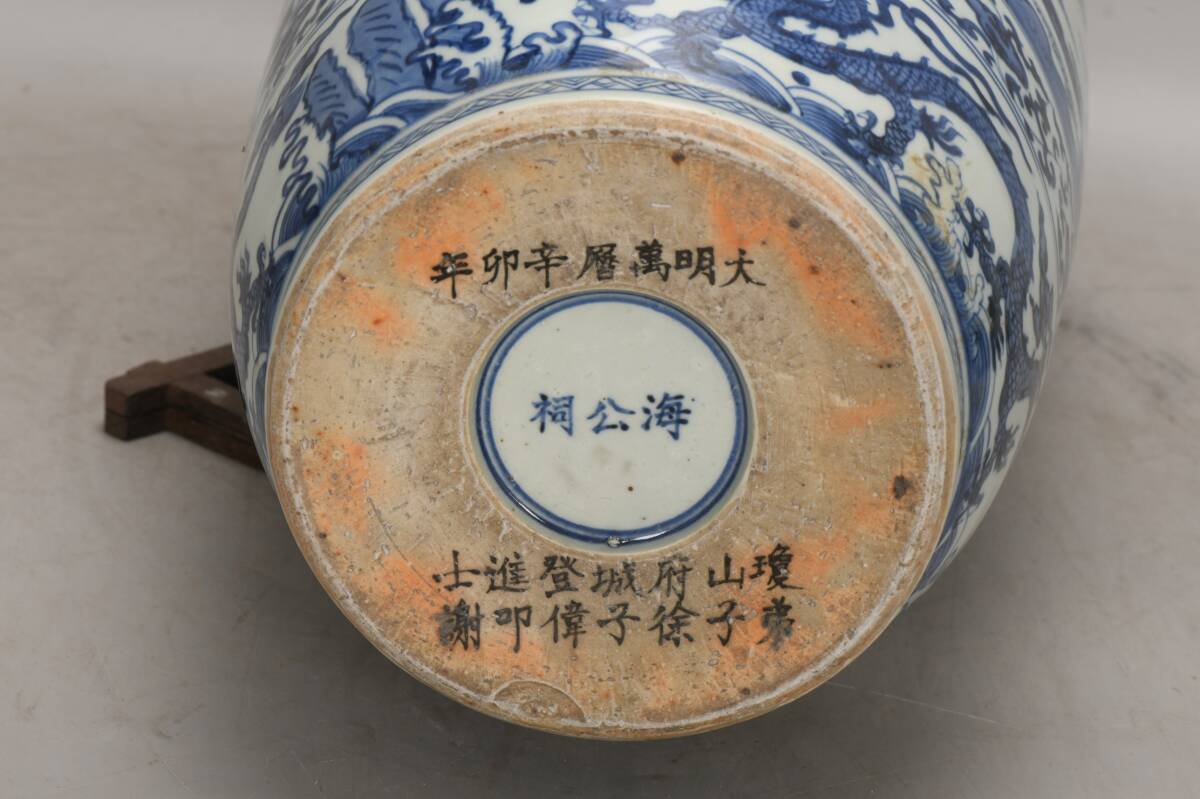 大明萬曆辛卯年
海公祠
瓊山府城登進士
弟子徐子偉叩謝